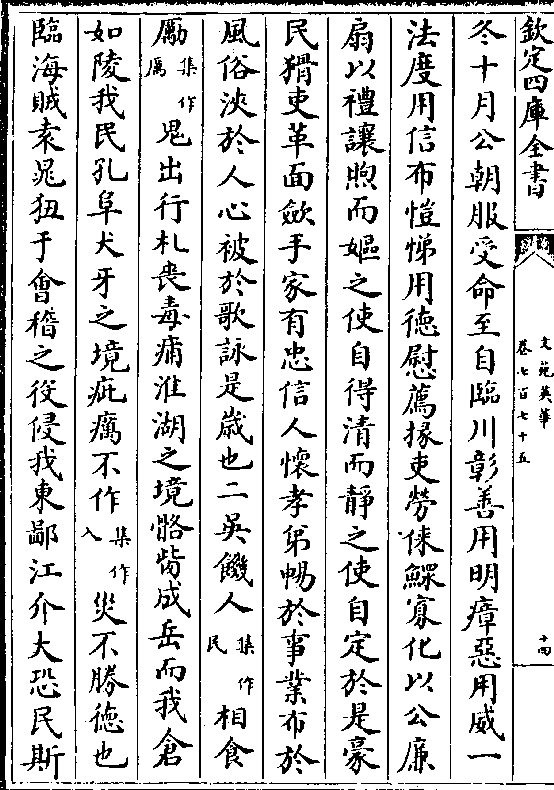 欽定四庫全書
文苑英華
卷七百七十五
十四
冬十月公朝服受命至自臨川彰善用明瘴惡用威一
法度用信布愷悌用德慰薦掾吏勞倈鰥寡化以公廉
扇以禮讓煦而嫗之使自得清而靜之使自定於是豪
民猾吏革面歛手家有忠信人懷孝弟暢於事業布於
風俗浹於人心被於歌詠是歲也二吳饑人集作民相食
厲集作厲鬼出行札喪毒痡淮湖之境骼胔成岳而我倉
如陵我民孔阜犬牙之境疵癘不作集作入災不勝德也
臨海賊袁晁狃于會稽之役侵我東鄙江介大恐民斯